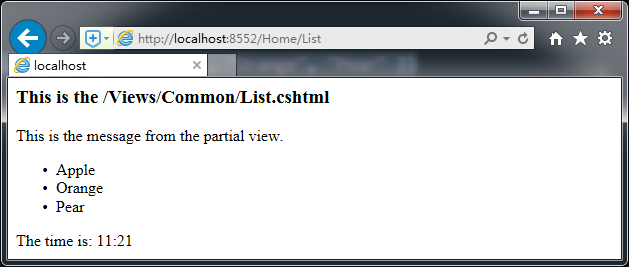 http://localhost:8552/Home/List
localhost
This is the /Views/Common/List.cshtml
This is the message from the partial view.
• Apple
• Orange
• Pear
The time is: 11:21